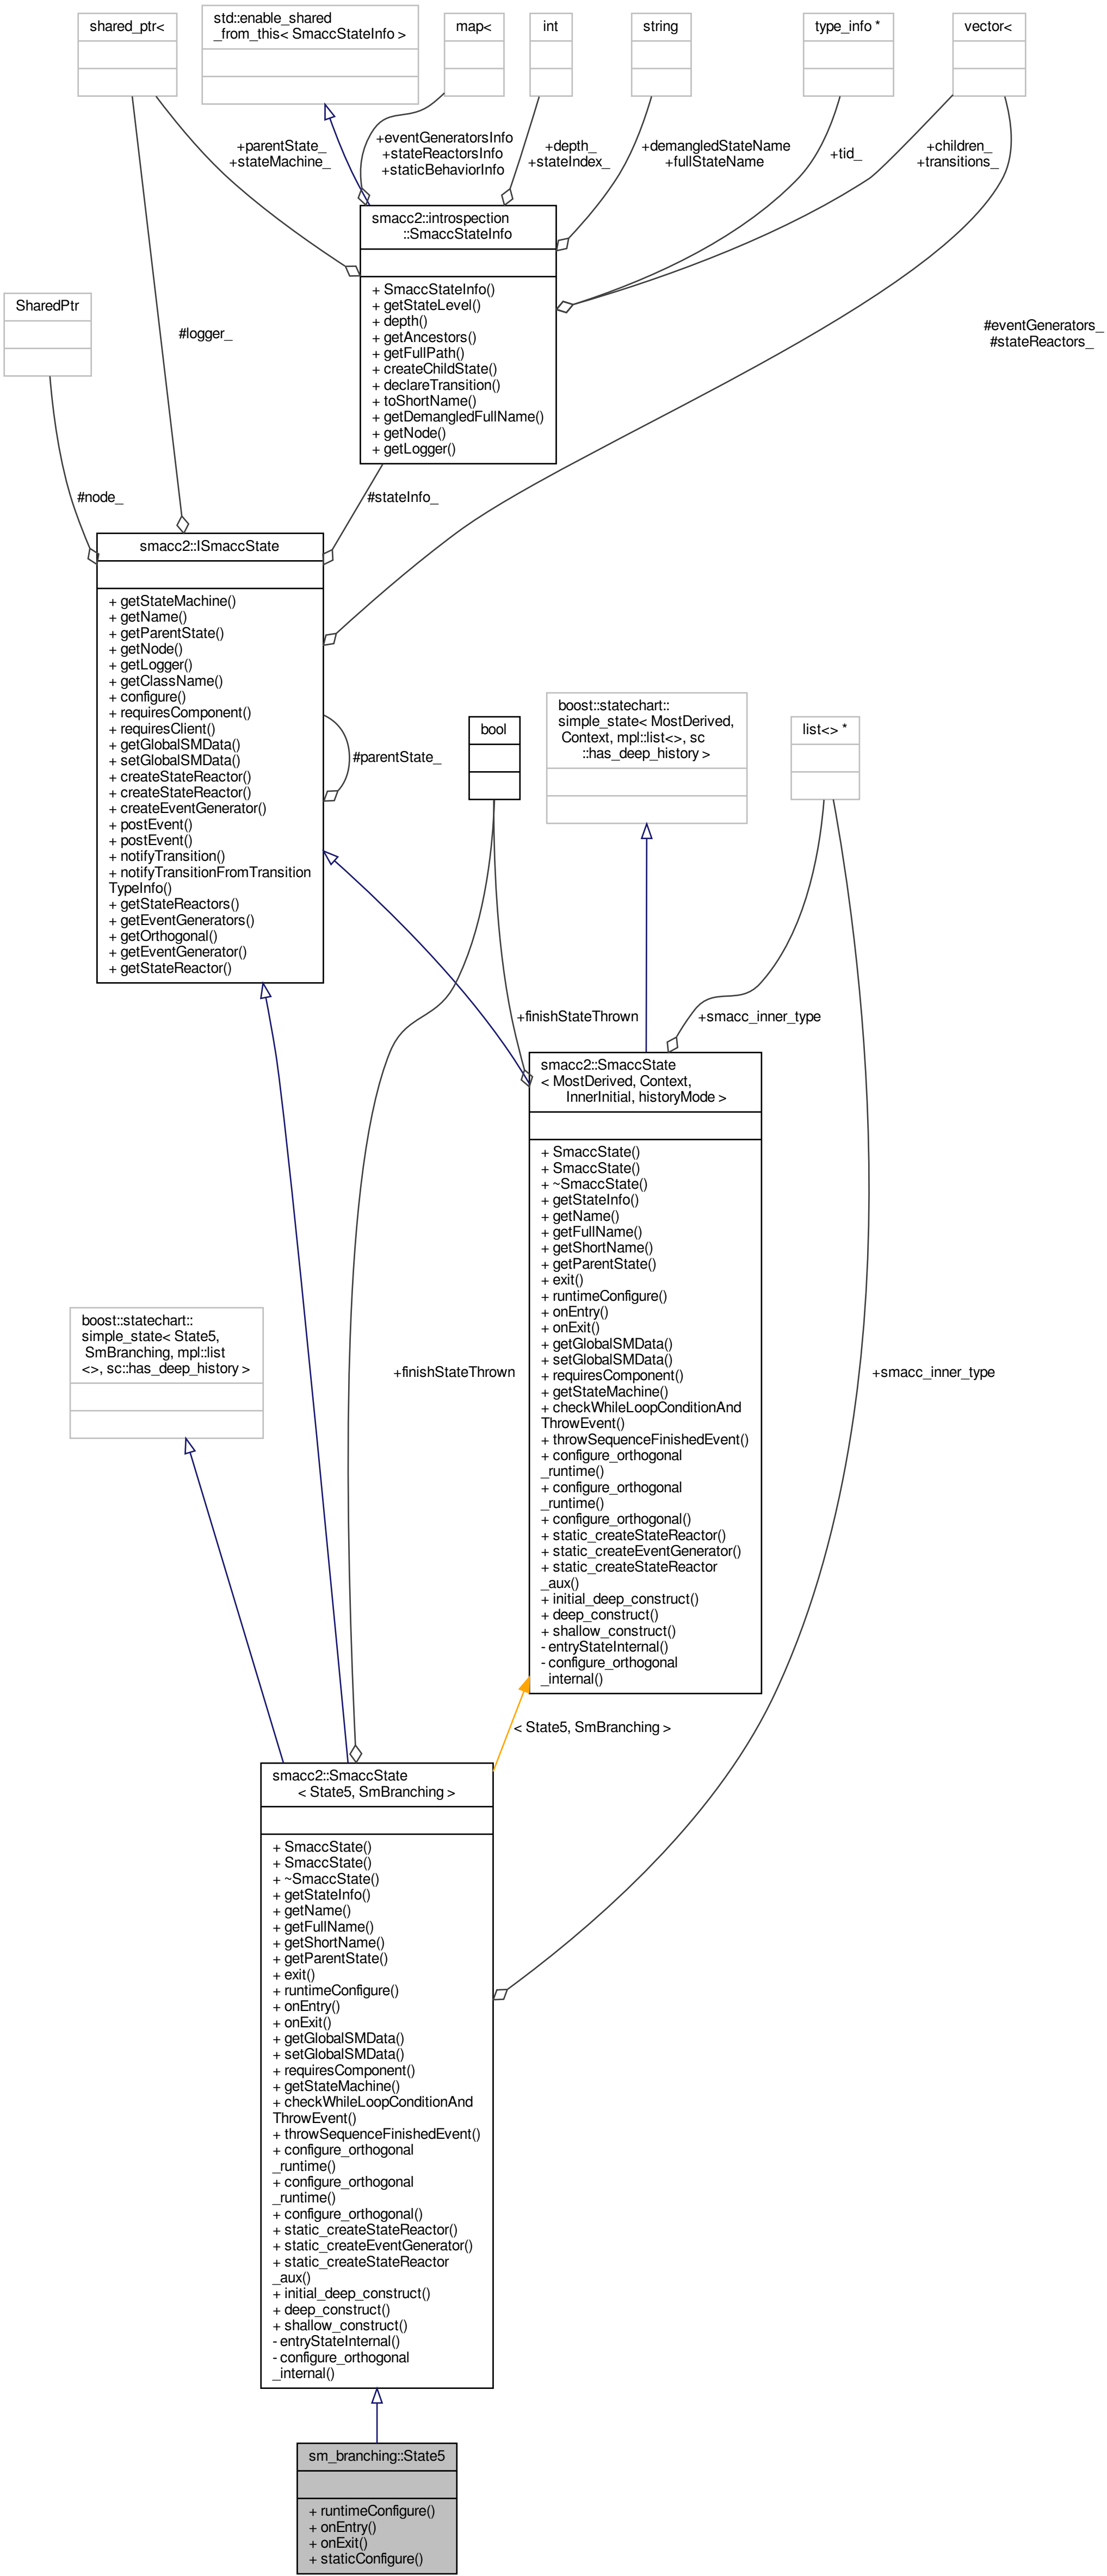 shared_ptr<
std::enable_shared
_from_this< SmaccStateInfo >
map<
int
string
type_info *
vector<
+parentState_
+stateMachine_
+eventGeneratorsInfo
+stateReactorsInfo
+staticBehaviorInfo
+depth_
+stateIndex_
+demangledStateName
+fullStateName
+tid_
+children_
+transitions_
smacc2::introspection
::SmaccStateInfo
+ SmaccStateInfo()
+ getStateLevel()
+ depth()
+ getAncestors()
+ getFullPath()
+ createChildState()
+ declareTransition()
+ toShortName()
+ getDemangledFullName()
+ getNode()
+ getLogger()
SharedPtr
#logger_
#eventGenerators_
#stateReactors_
#node_
#stateInfo_
smacc2::ISmaccState
+ getStateMachine()
+ getName()
+ getParentState()
+ getNode()
+ getLogger()
+ getClassName()
+ configure()
+ requiresComponent()
+ requiresClient()
+ getGlobalSMData()
+ setGlobalSMData()
+ createStateReactor()
+ createStateReactor()
+ createEventGenerator()
+ postEvent()
+ postEvent()
+ notifyTransition()
+ notifyTransitionFromTransition
TypeInfo()
+ getStateReactors()
+ getEventGenerators()
+ getOrthogonal()
+ getEventGenerator()
+ getStateReactor()
#parentState_
bool
boost::statechart::
simple_state< MostDerived,
Context, mpl::list<>, sc
::has_deep_history >
list<> *
+finishStateThrown
+smacc_inner_type
smacc2::SmaccState
< MostDerived, Context,
InnerInitial, historyMode >
+ SmaccState()
+ SmaccState()
+ ~SmaccState()
+ getStateInfo()
+ getName()
+ getFullName()
+ getShortName()
+ getParentState()
+ exit()
+ runtimeConfigure()
+ onEntry()
+ onExit()
+ getGlobalSMData()
+ setGlobalSMData()
+ requiresComponent()
+ getStateMachine()
+ checkWhileLoopConditionAnd
ThrowEvent()
+ throwSequenceFinishedEvent()
+ configure_orthogonal
_runtime()
+ configure_orthogonal
_runtime()
+ configure_orthogonal()
+ static_createStateReactor()
+ static_createEventGenerator()
+ static_createStateReactor
_aux()
+ initial_deep_construct()
+ deep_construct()
+ shallow_construct()
- entryStateInternal()
- configure_orthogonal
_internal()
boost::statechart::
simple_state< State5,
SmBranching, mpl::list
<>, sc::has_deep_history >
+finishStateThrown
+smacc_inner_type
< State5, SmBranching >
smacc2::SmaccState
< State5, SmBranching >
+ SmaccState()
+ SmaccState()
+ ~SmaccState()
+ getStateInfo()
+ getName()
+ getFullName()
+ getShortName()
+ getParentState()
+ exit()
+ runtimeConfigure()
+ onEntry()
+ onExit()
+ getGlobalSMData()
+ setGlobalSMData()
+ requiresComponent()
+ getStateMachine()
+ checkWhileLoopConditionAnd
ThrowEvent()
+ throwSequenceFinishedEvent()
+ configure_orthogonal
_runtime()
+ configure_orthogonal
_runtime()
+ configure_orthogonal()
+ static_createStateReactor()
+ static_createEventGenerator()
+ static_createStateReactor
_aux()
+ initial_deep_construct()
+ deep_construct()
+ shallow_construct()
- entryStateInternal()
- configure_orthogonal
_internal()
sm_branching::State5
+ runtimeConfigure()
+ onEntry()
+ onExit()
+ staticConfigure()